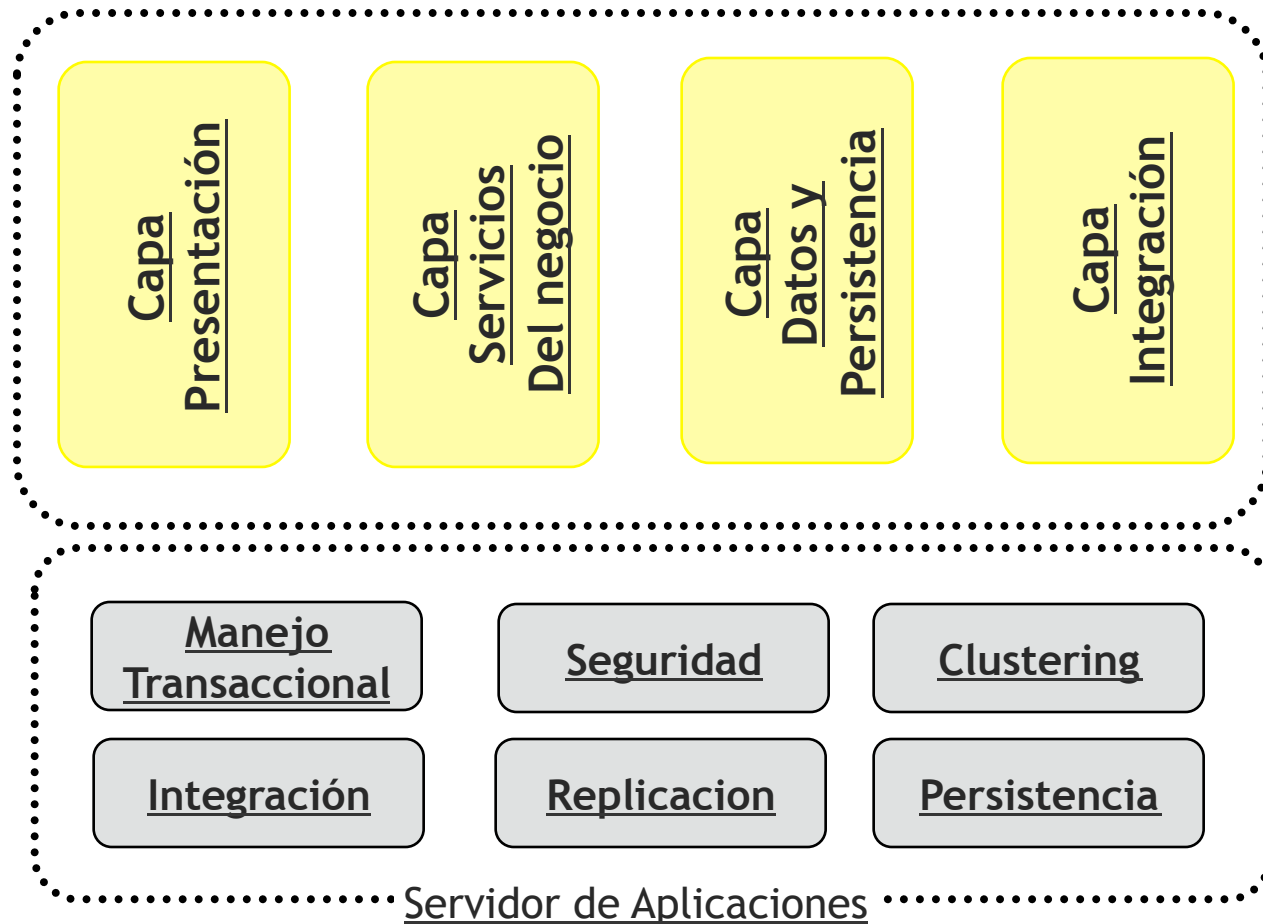 Capa
Presentación
Capa
Servicios
Del negocio
Capa
Datos y
Persistencia
Capa
Integración
Manejo
Transaccional
Seguridad
Clustering
Integración
Replicacion
Persistencia
Servidor de Aplicaciones